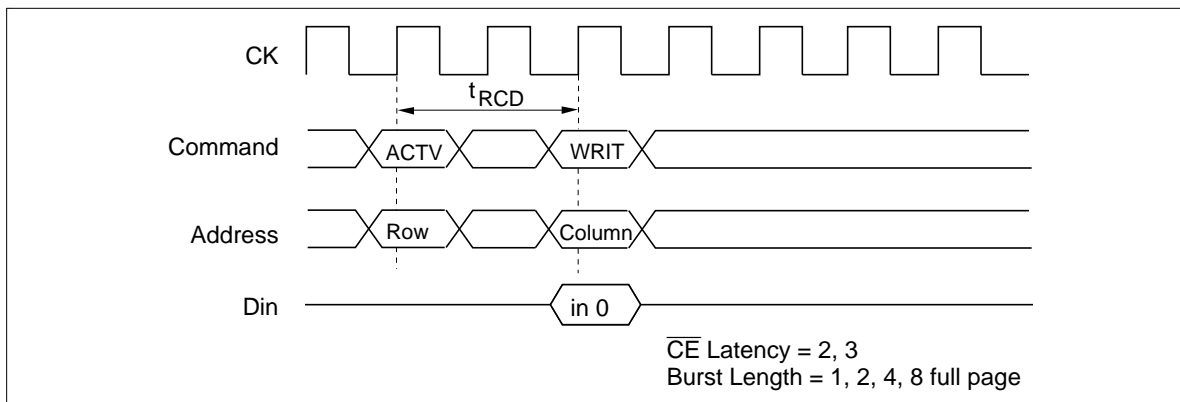 CK
tRCD
Command ACTV WRIT
Address Row Column
Din in 0
CE Latency = 2, 3
Burst Length = 1, 2, 4, 8 full page